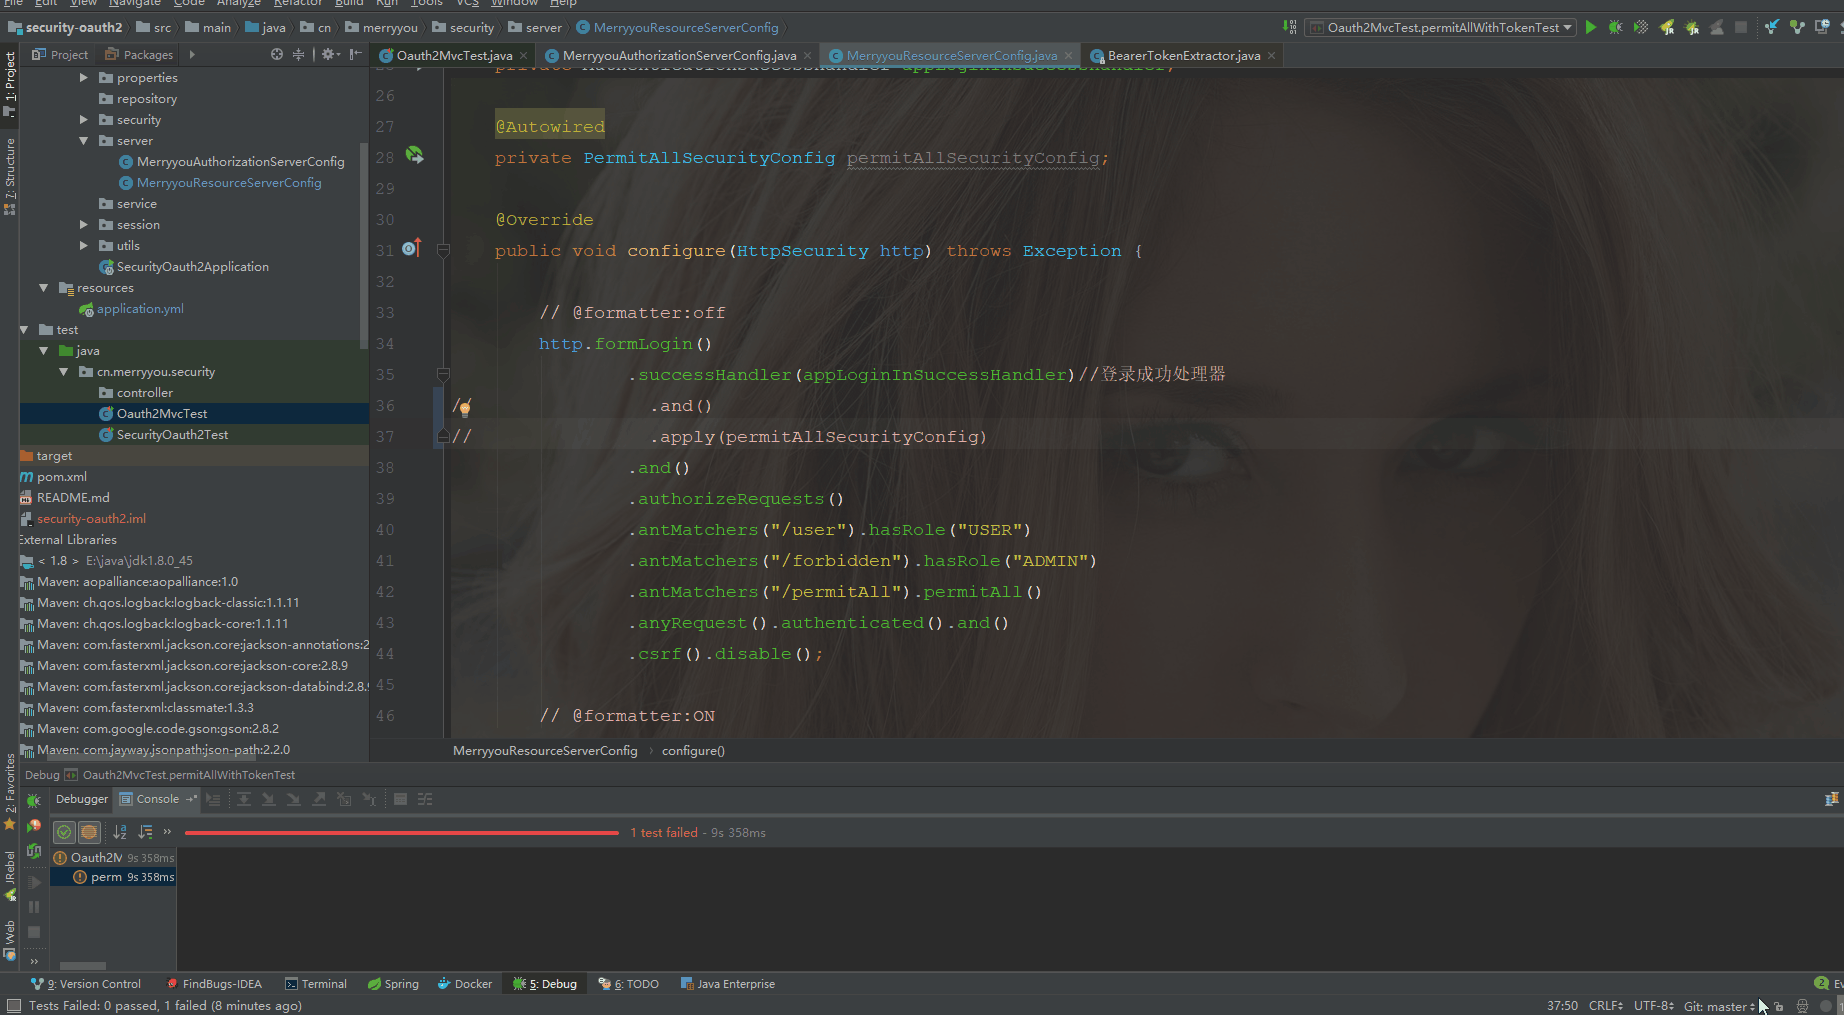 File Edit View Navigate Code Analyze Refactor Build Run Tools VCS Window Help
security-oauth2 src main java cn merryyou security server MerryyouResourceServerConfig
Oauth2MvcTest.permitAllWithTokenTest
Project Packages
Oauth2MvcTest.java MerryyouAuthorizationServerConfig.java MerryyouResourceServerConfig.java BearerTokenExtractor.java
1: Project
7: Structure
2: Favorites
JRebel
Web
properties
repository
security
server
MerryyouAuthorizationServerConfig
MerryyouResourceServerConfig
service
session
utils
SecurityOauth2Application
resources
application.yml
test
java
cn.merryyou.security
controller
Oauth2MvcTest
SecurityOauth2Test
target
pom.xml
README.md
security-oauth2.iml
External Libraries
< 1.8 > E:\java\jdk1.8.0_45
Maven: aopalliance:aopalliance:1.0
Maven: ch.qos.logback:logback-classic:1.1.11
Maven: ch.qos.logback:logback-core:1.1.11
Maven: com.fasterxml.jackson.core:jackson-annotations:2
Maven: com.fasterxml.jackson.core:jackson-core:2.8.9
Maven: com.fasterxml.jackson.core:jackson-databind:2.8.9
Maven: com.fasterxml:classmate:1.3.3
Maven: com.google.code.gson:gson:2.8.2
Maven: com.jayway.jsonpath:json-path:2.2.0
private AuthenticationSuccessHandler appLoginInSuccessHandler;
26
27 @Autowired
28 private PermitAllSecurityConfig permitAllSecurityConfig;
29
30 @Override
31 public void configure(HttpSecurity http) throws Exception {
32
33 // @formatter:off
34 http.formLogin()
35 .successHandler(appLoginInSuccessHandler)//登录成功处理器
36 // .and()
37 // .apply(permitAllSecurityConfig)
38 .and()
39 .authorizeRequests()
40 .antMatchers("/user").hasRole("USER")
41 .antMatchers("/forbidden").hasRole("ADMIN")
42 .antMatchers("/permitAll").permitAll()
43 .anyRequest().authenticated().and()
44 .csrf().disable();
45
46 // @formatter:ON
MerryyouResourceServerConfig › configure()
Debug Oauth2MvcTest.permitAllWithTokenTest
Debugger Console
1 test failed - 9s 358ms
Oauth2M 9s 358ms
perm 9s 358ms
9: Version Control FindBugs-IDEA Terminal Spring Docker 5: Debug 6: TODO Java Enterprise 2 Ev
Tests Failed: 0 passed, 1 failed (8 minutes ago) 37:50 CRLF UTF-8 Git: master